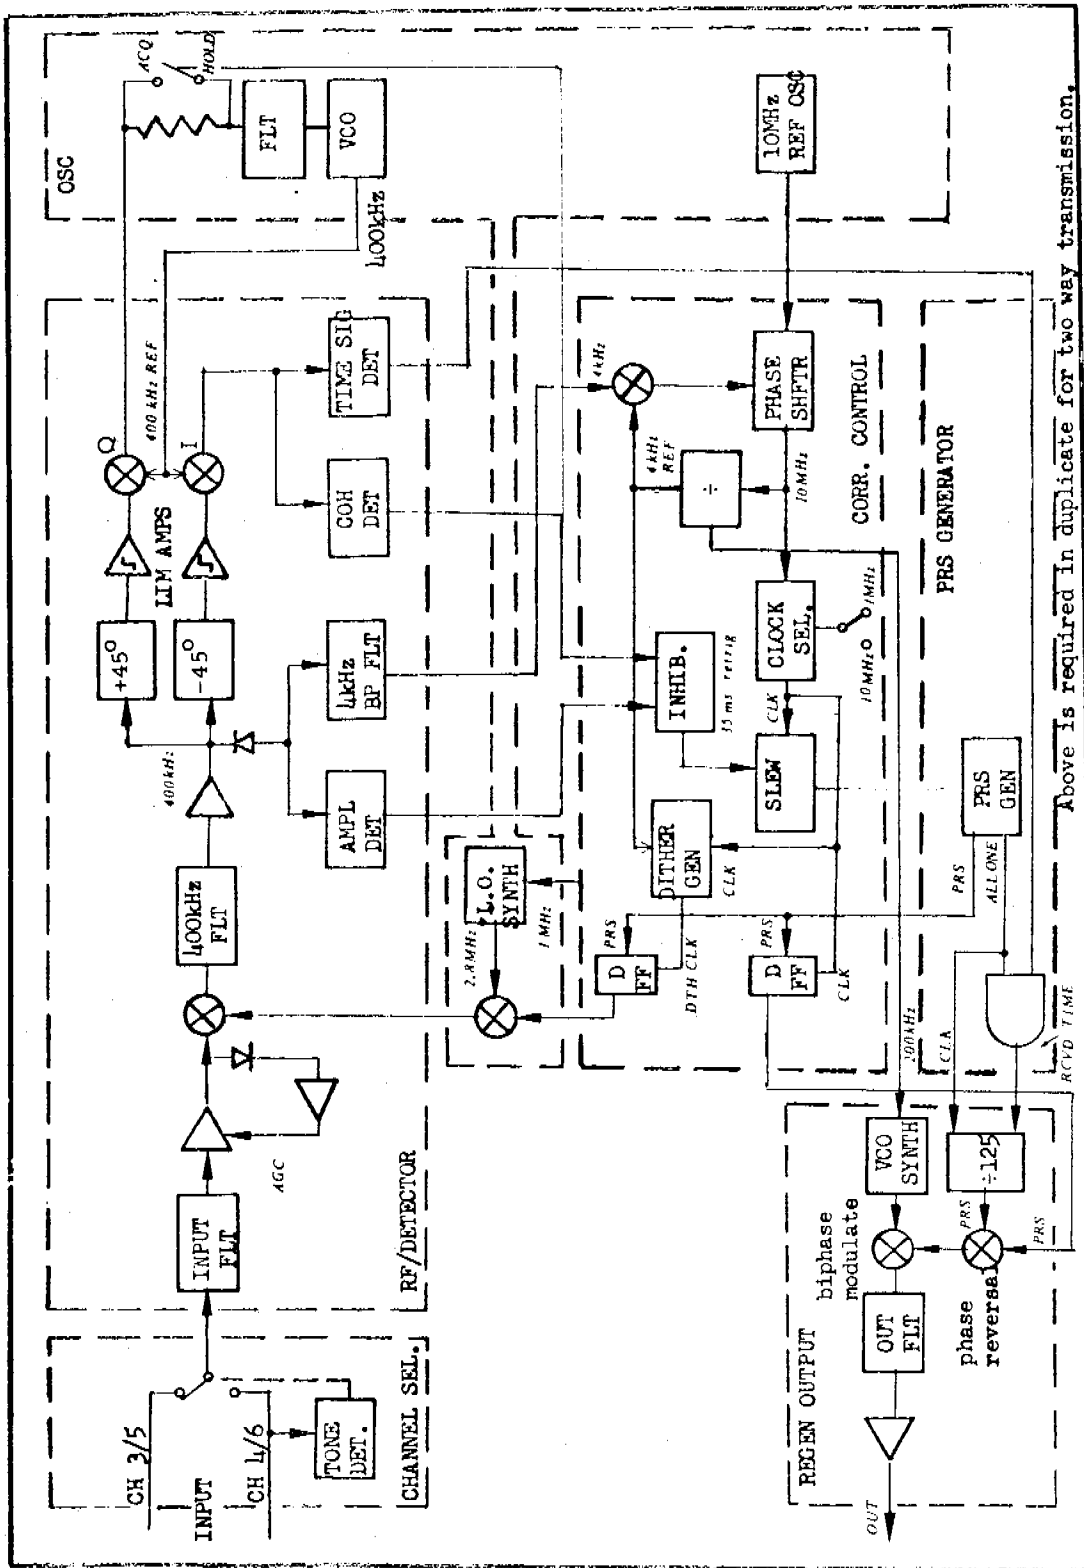 CH 3/5
INPUT
CH 4/6
TONE
DET.
CHANNEL SEL.
INPUT
FLT
AGC
400kHz
FLT
400kHz
+45°
-45°
LIM AMPS
Q
I
400 kHz REF
AMPL
DET
4kHz
BP FLT
COH
DET
TIME SIG
DET
RF/DETECTOR
OSC
ACQ
HOLD
FLT
VCO
400kHz
10MHz
REF OSC
2.8MHz
L.O.
SYNTH
1MHz
PRS
D
FF
DTH CLK
DITHER
GEN
CLK
INHIB.
35 ms retrig
4kHz
REF
4kHz
÷
PHASE
SHFTR
10MHz
CLOCK
SEL.
10MHz
1MHz
CLK
SLEW
PRS
D
FF
CLK
CORR. CONTROL
PRS GENERATOR
PRS
GEN
PRS
ALL ONE
100kHz
CLK
RCVD TIME
VCO
SYNTH
÷125
PRS
PRS
biphase
modulate
phase
reversal
OUT
FLT
REGEN OUTPUT
OUT
Above is required in duplicate for two way transmission.